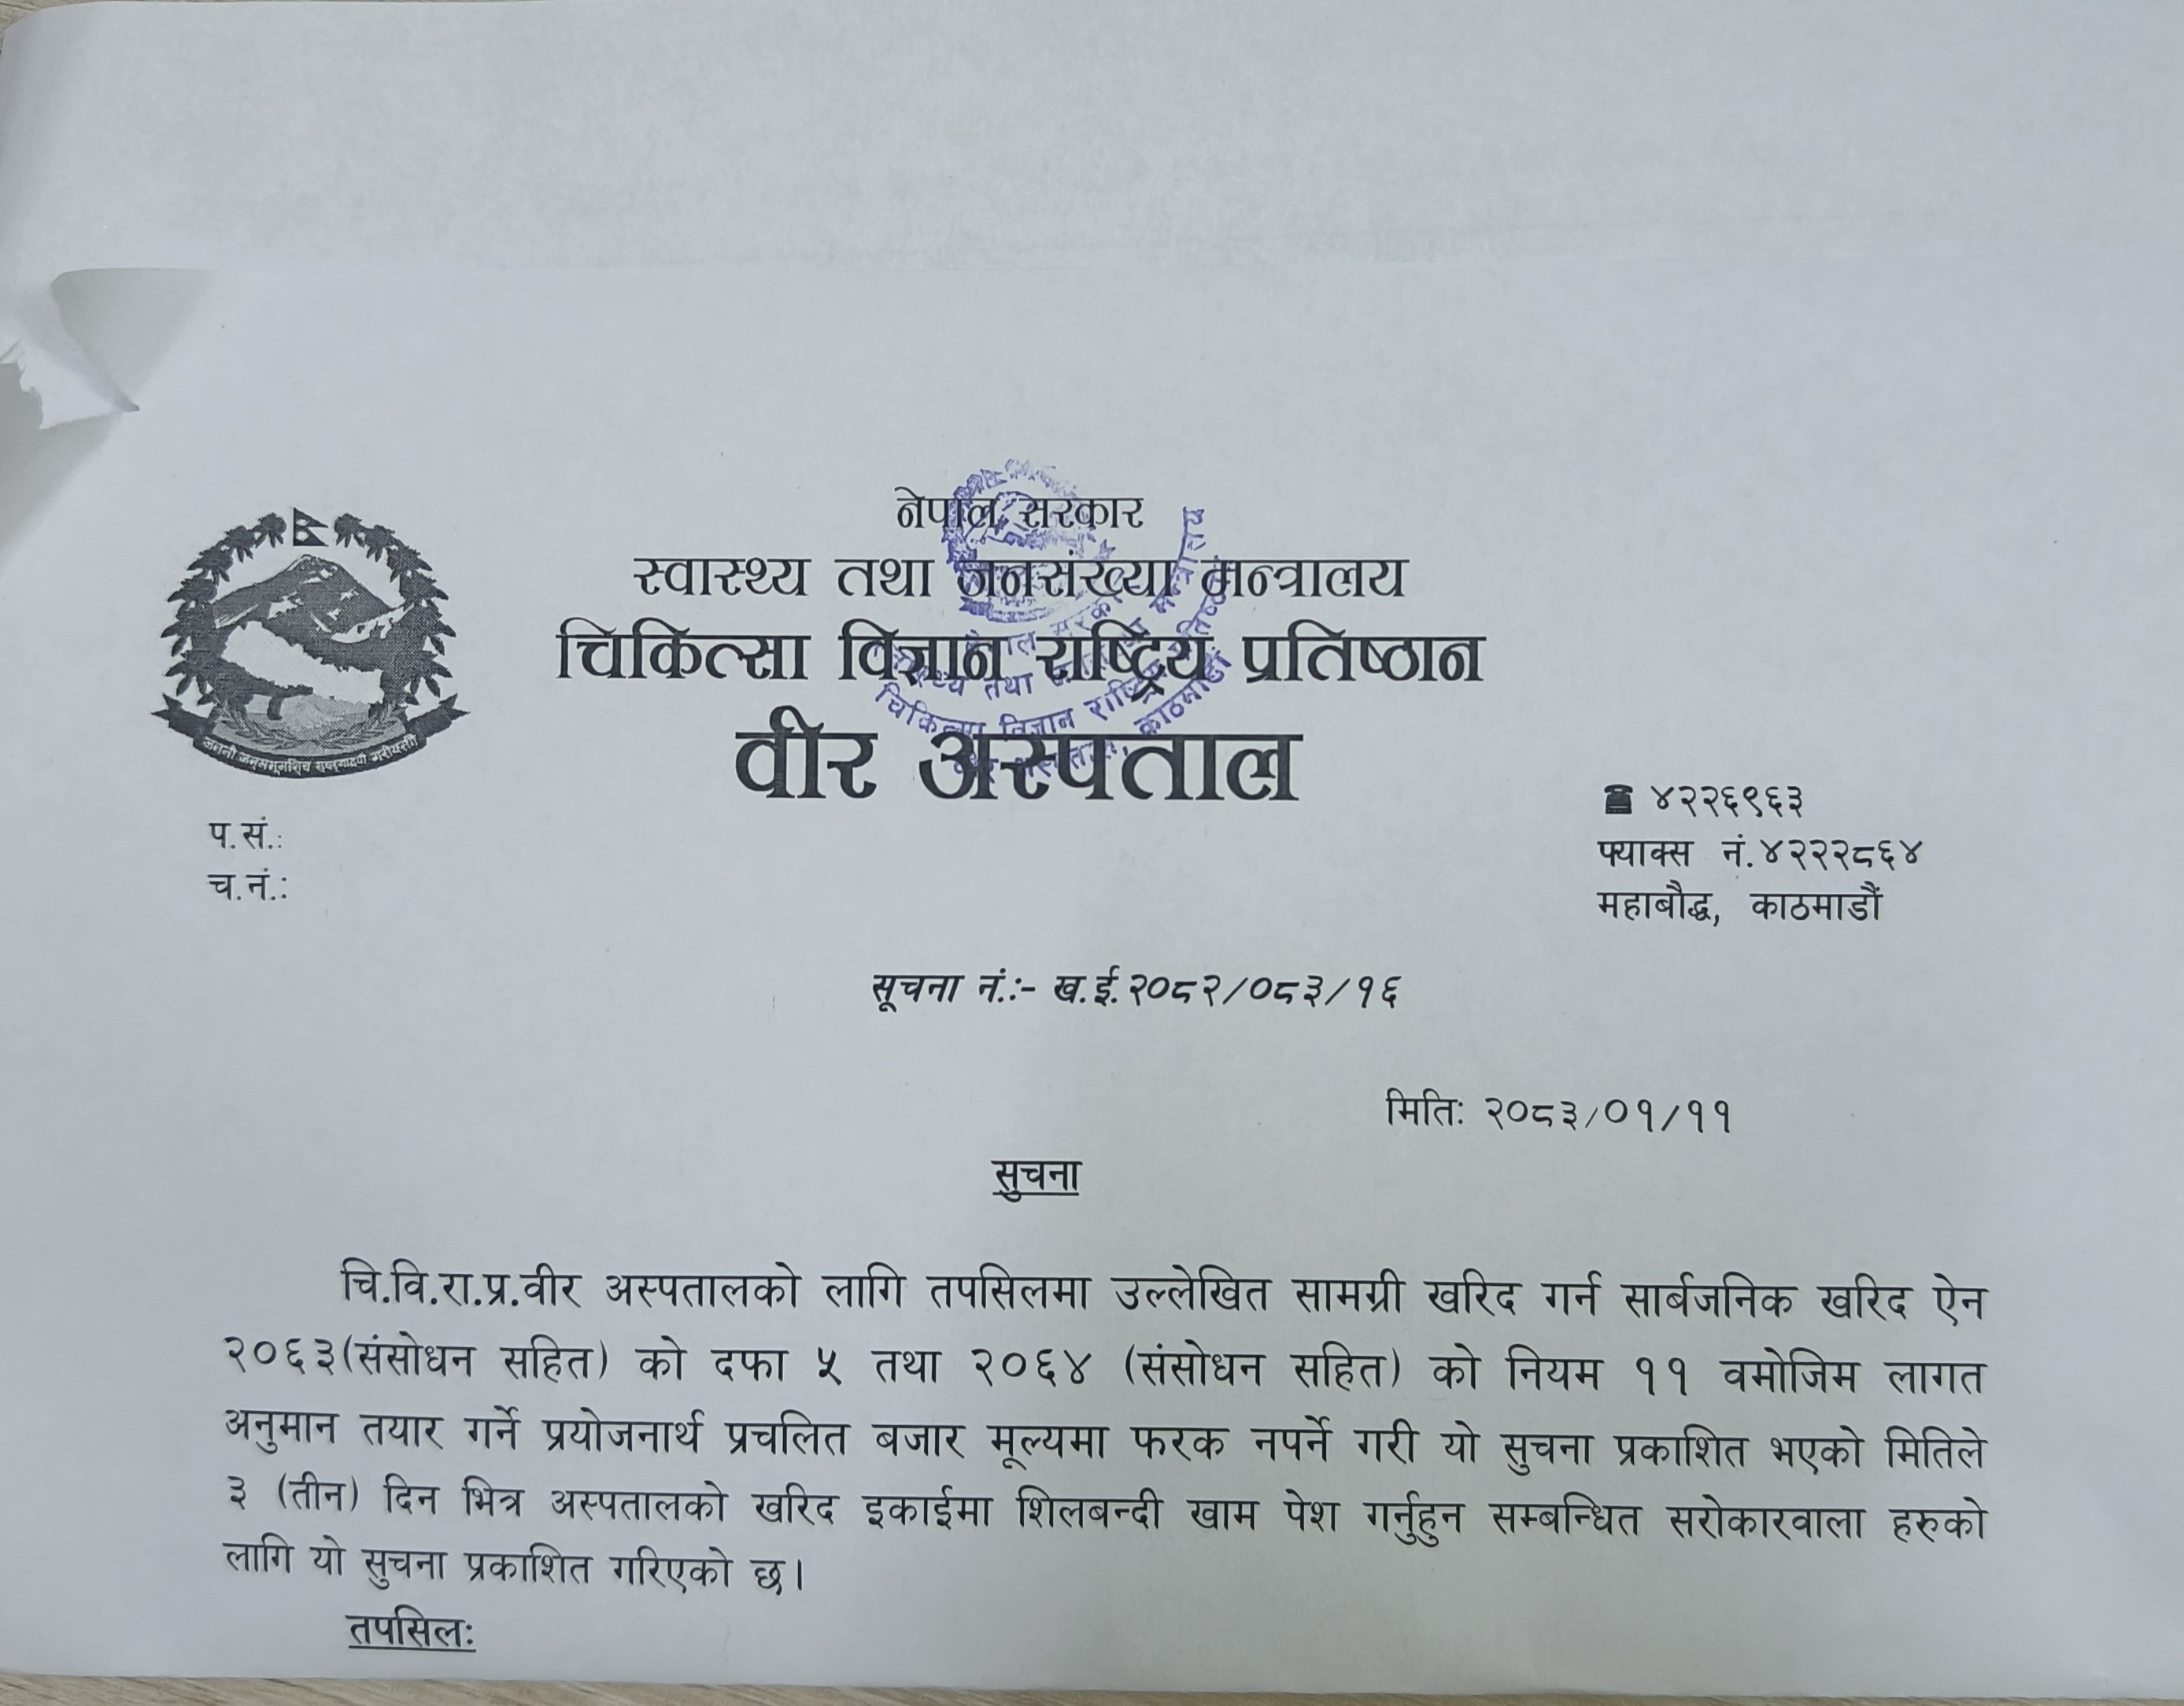 नेपाल सरकार
स्वास्थ्य तथा जनसंख्या मन्त्रालय
चिकित्सा विज्ञान राष्ट्रिय प्रतिष्ठान
वीर अस्पताल
प.सं.:
च.नं.:
☎ ४२२६९६३
फ्याक्स नं.४२२२८६४
महाबौद्ध, काठमाडौं
सूचना नं.:- ख.ई.२०८२/०८३/१६
मिति: २०८३/०१/११
सुचना
चि.वि.रा.प्र.वीर अस्पतालको लागि तपसिलमा उल्लेखित सामग्री खरिद गर्न सार्बजनिक खरिद ऐन
२०६३(संसोधन सहित) को दफा ५ तथा २०६४ (संसोधन सहित) को नियम ११ वमोजिम लागत
अनुमान तयार गर्ने प्रयोजनार्थ प्रचलित बजार मूल्यमा फरक नपर्ने गरी यो सुचना प्रकाशित भएको मितिले
३ (तीन) दिन भित्र अस्पतालको खरिद इकाईमा शिलबन्दी खाम पेश गर्नुहुन सम्बन्धित सरोकारवाला हरुको
लागि यो सुचना प्रकाशित गरिएको छ।
तपसिल: